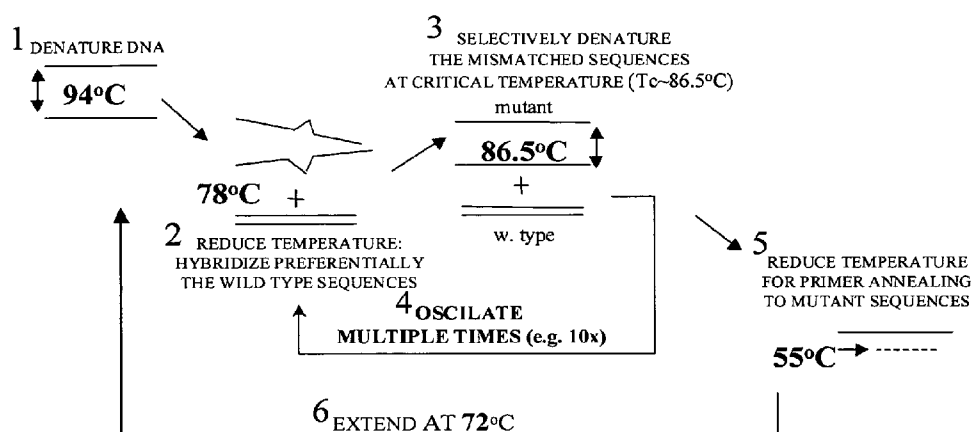 1 DENATURE DNA
94°C
78°C +
2 REDUCE TEMPERATURE:
HYBRIDIZE PREFERENTIALLY
THE WILD TYPE SEQUENCES
3 SELECTIVELY DENATURE
THE MISMATCHED SEQUENCES
AT CRITICAL TEMPERATURE (Tc~86.5°C)
mutant
86.5°C
+
w. type
4 OSCILATE
MULTIPLE TIMES (e.g. 10x)
5 REDUCE TEMPERATURE
FOR PRIMER ANNEALING
TO MUTANT SEQUENCES
55°C
6 EXTEND AT 72°C